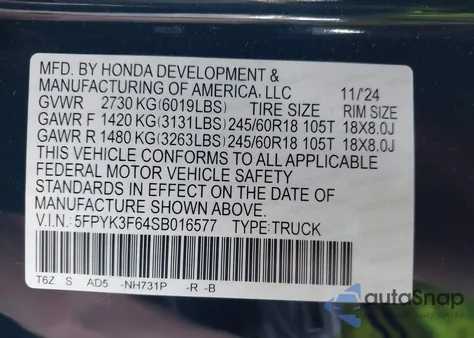 MFD. BY HONDA DEVELOPMENT &
MANUFACTURING OF AMERICA, LLC 11/'24
GVWR 2730 KG(6019LBS) TIRE SIZE RIM SIZE
GAWR F 1420 KG(3131LBS) 245/60R18 105T 18X8.0J
GAWR R 1480 KG(3263LBS) 245/60R18 105T 18X8.0J
THIS VEHICLE CONFORMS TO ALL APPLICABLE
FEDERAL MOTOR VEHICLE SAFETY
STANDARDS IN EFFECT ON THE DATE OF
MANUFACTURE SHOWN ABOVE.
V.I.N: 5FPYK3F64SB016577 TYPE:TRUCK
T6Z S AD5 -NH731P -R -B
autoSnap